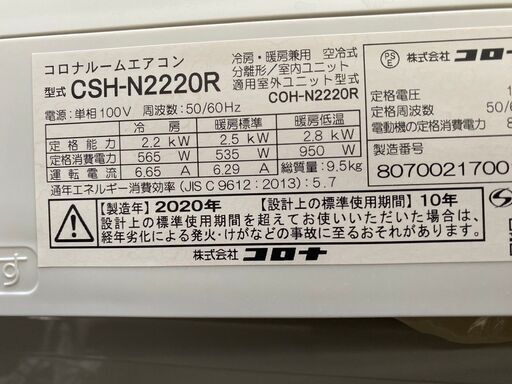 コロナルームエアコン
型式 CSH-N2220R
冷房・暖房兼用 空冷式
分離形/室内ユニット
適用室外ユニット型式
COH-N2220R
電源:単相100V 周波数:50/60Hz
冷房 暖房標準 暖房低温
定格能力 2.2 kW 2.5 kW 2.8 kW
定格消費電力 565 W 535 W 950 W
運転電流 6.65 A 6.29 A 総質量:9.5kg
通年エネルギー消費効率(JIS C 9612:2013):5.7
【製造年】2020年 【設計上の標準使用期間】10年
設計上の標準使用期間を超えてお使いいただいた場合は、
経年劣化による発火・けがなどの事故に至るおそれがあります。
株式会社 コロナ
PS E 株式会社 コロナ
定格電圧
定格周波数 50/6
電動機の定格消費電力 8
製造番号
8070021700
す